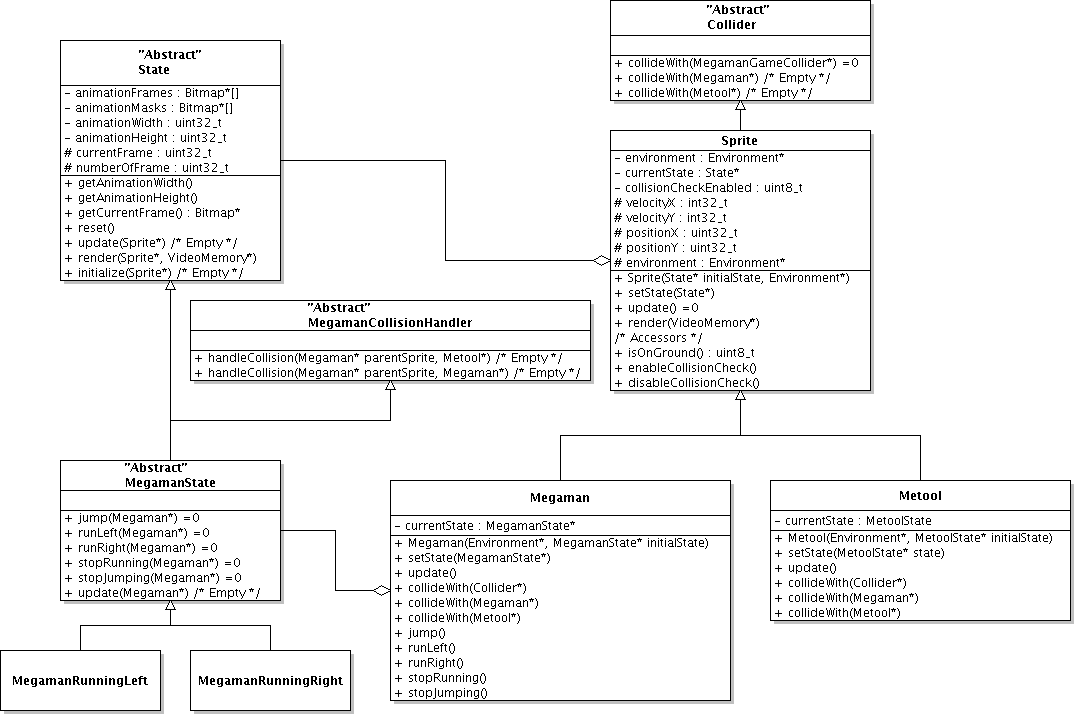 "Abstract"
State
- animationFrames : Bitmap*[]
- animationMasks : Bitmap*[]
- animationWidth : uint32_t
- animationHeight : uint32_t
# currentFrame : uint32_t
# numberOfFrame : uint32_t
+ getAnimationWidth()
+ getAnimationHeight()
+ getCurrentFrame() : Bitmap*
+ reset()
+ update(Sprite*) /* Empty */
+ render(Sprite*, VideoMemory*)
+ initialize(Sprite*) /* Empty */
"Abstract"
Collider
+ collideWith(MegamanGameCollider*) =0
+ collideWith(Megaman*) /* Empty */
+ collideWith(Metool*) /* Empty */
Sprite
- environment : Environment*
- currentState : State*
- collisionCheckEnabled : uint8_t
# velocityX : int32_t
# velocityY : int32_t
# positionX : uint32_t
# positionY : uint32_t
# environment : Environment*
+ Sprite(State* initialState, Environment*)
+ setState(State*)
+ update() =0
+ render(VideoMemory*)
/* Accessors */
+ isOnGround() : uint8_t
+ enableCollisionCheck()
+ disableCollisionCheck()
"Abstract"
MegamanCollisionHandler
+ handleCollision(Megaman* parentSprite, Metool*) /* Empty */
+ handleCollision(Megaman* parentSprite, Megaman*) /* Empty */
"Abstract"
MegamanState
+ jump(Megaman*) =0
+ runLeft(Megaman*) =0
+ runRight(Megaman*) =0
+ stopRunning(Megaman*) =0
+ stopJumping(Megaman*) =0
+ update(Megaman*) /* Empty */
Megaman
- currentState : MegamanState*
+ Megaman(Environment*, MegamanState* initialState)
+ setState(MegamanState*)
+ update()
+ collideWith(Collider*)
+ collideWith(Megaman*)
+ collideWith(Metool*)
+ jump()
+ runLeft()
+ runRight()
+ stopRunning()
+ stopJumping()
Metool
- currentState : MetoolState
+ Metool(Environment*, MetoolState* initialState)
+ setState(MetoolState* state)
+ update()
+ collideWith(Collider*)
+ collideWith(Megaman*)
+ collideWith(Metool*)
MegamanRunningLeft
MegamanRunningRight